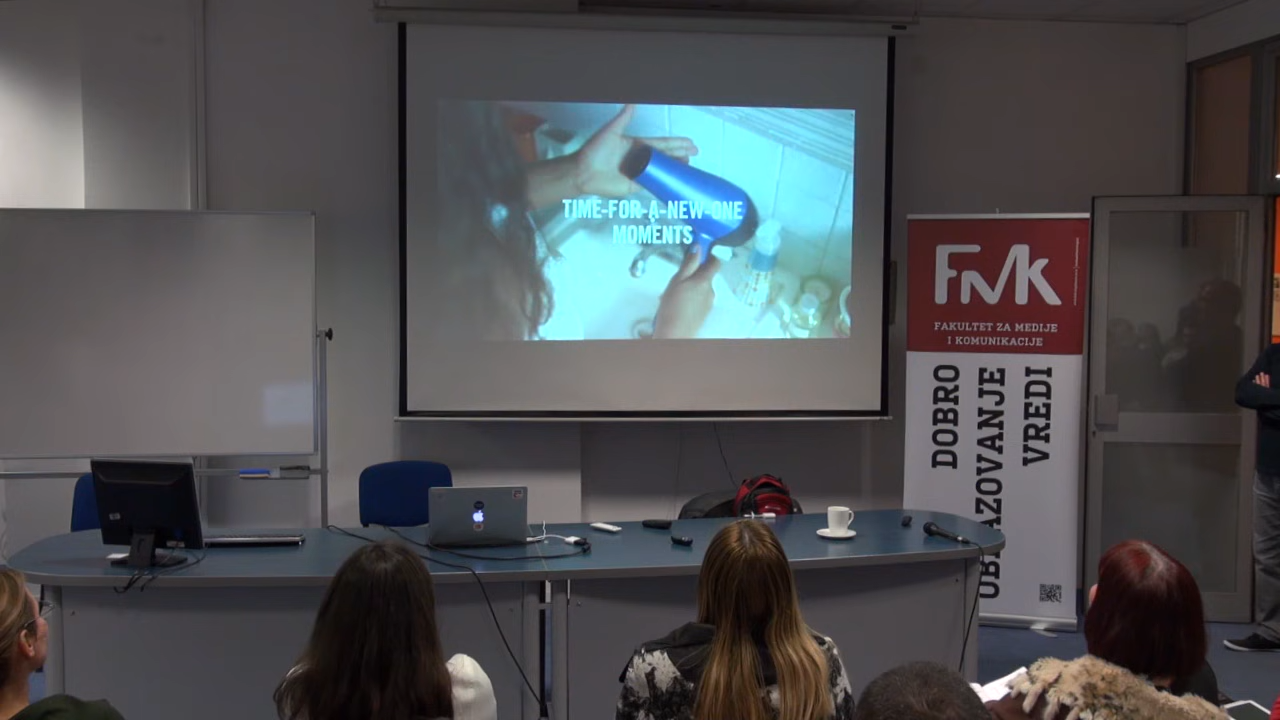 TIME-FOR-A-NEW-ONE
MOMENTS
FMK
FAKULTET ZA MEDIJE
I KOMUNIKACIJE
DOBRO
OBRAZOVANJE
VREDI